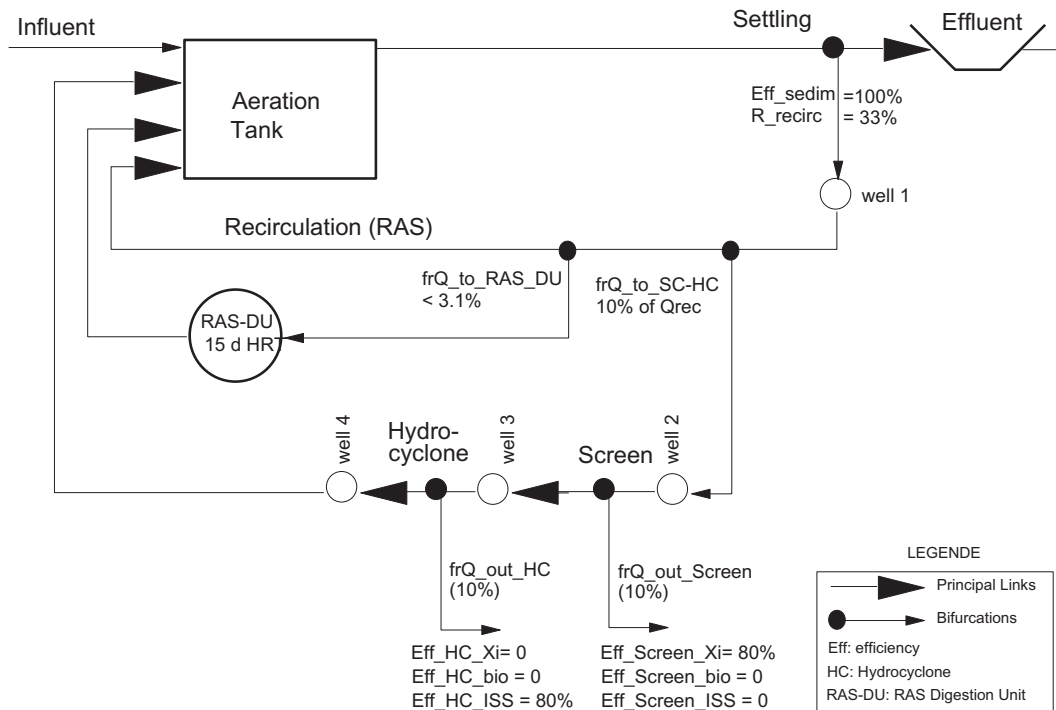 Influent
Settling
Effluent
Aeration
Tank
Eff_sedim =100%
R_recirc = 33%
well 1
Recirculation (RAS)
frQ_to_RAS_DU
< 3.1%
frQ_to_SC-HC
10% of Qrec
RAS-DU
15 d HRT
well 4
Hydro-
cyclone
well 3
Screen
well 2
frQ_out_HC
(10%)
frQ_out_Screen
(10%)
Eff_HC_Xi= 0
Eff_HC_bio = 0
Eff_HC_ISS = 80%
Eff_Screen_Xi= 80%
Eff_Screen_bio = 0
Eff_Screen_ISS = 0
LEGENDE
Principal Links
Bifurcations
Eff: efficiency
HC: Hydrocyclone
RAS-DU: RAS Digestion Unit